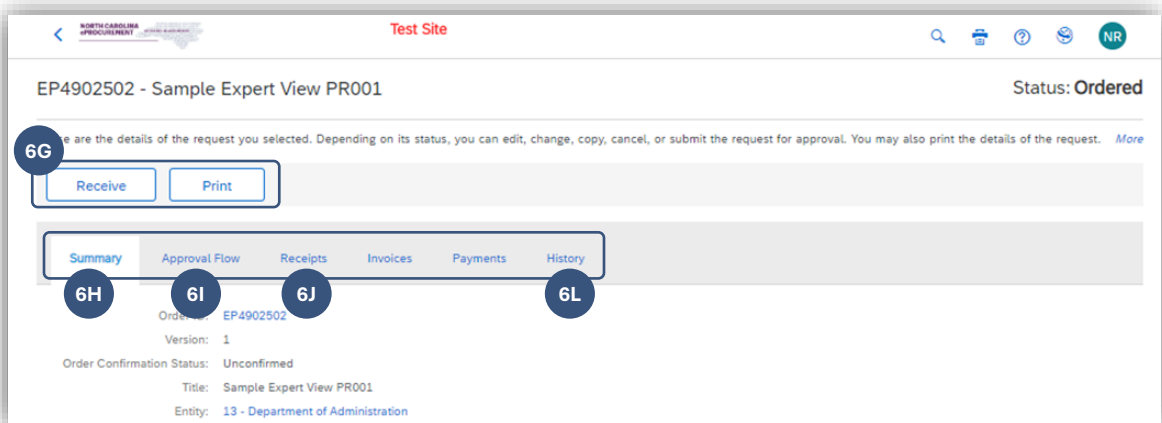 NORTH CAROLINA
ePROCUREMENT
Test Site
NR
EP4902502 - Sample Expert View PR001
Status: Ordered
se are the details of the request you selected. Depending on its status, you can edit, change, copy, cancel, or submit the request for approval. You may also print the details of the request. More
6G
Receive Print
Summary Approval Flow Receipts Invoices Payments History
6H 6I 6J 6L
EP4902502
Version: 1
Order Confirmation Status: Unconfirmed
Title: Sample Expert View PR001
Entity: 13 - Department of Administration